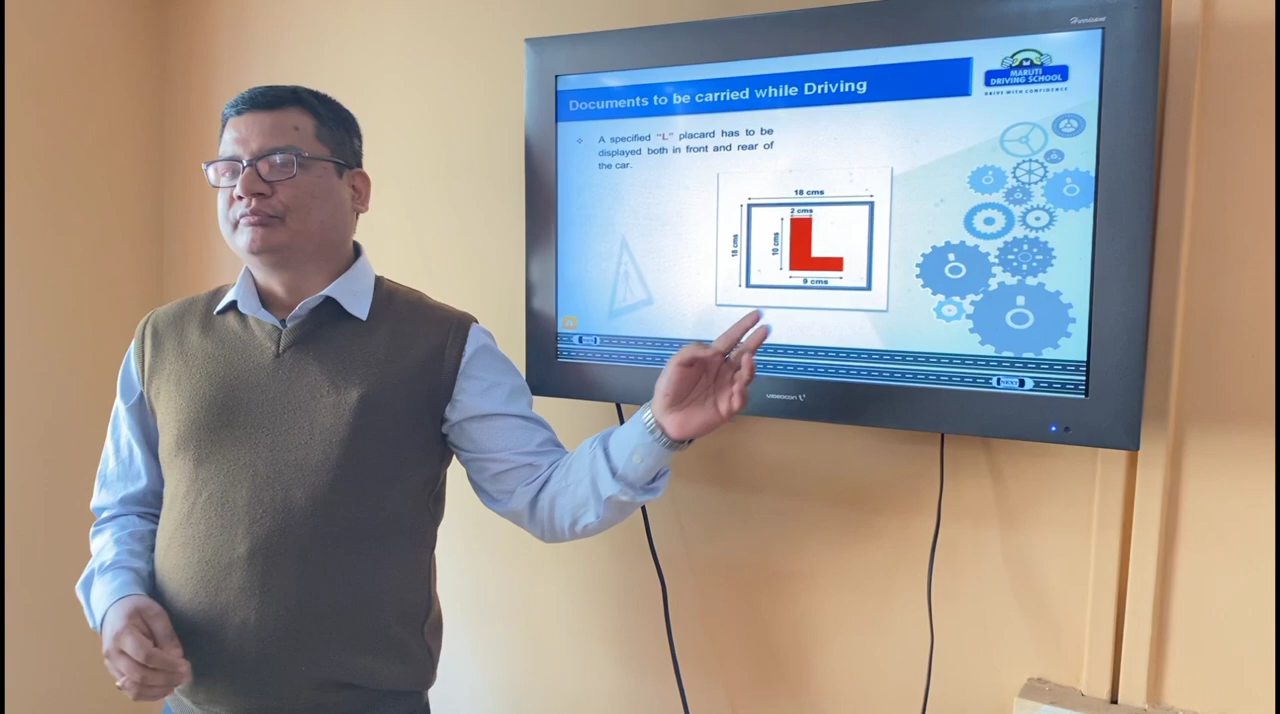 Hurricane
MARUTI
DRIVING SCHOOL
DRIVE WITH CONFIDENCE
Documents to be carried while Driving
A specified "L" placard has to be
displayed both in front and rear of
the car.
18 cms
2 cms
18 cms
10 cms
L
9 cms
NEXT
VIDEOCON